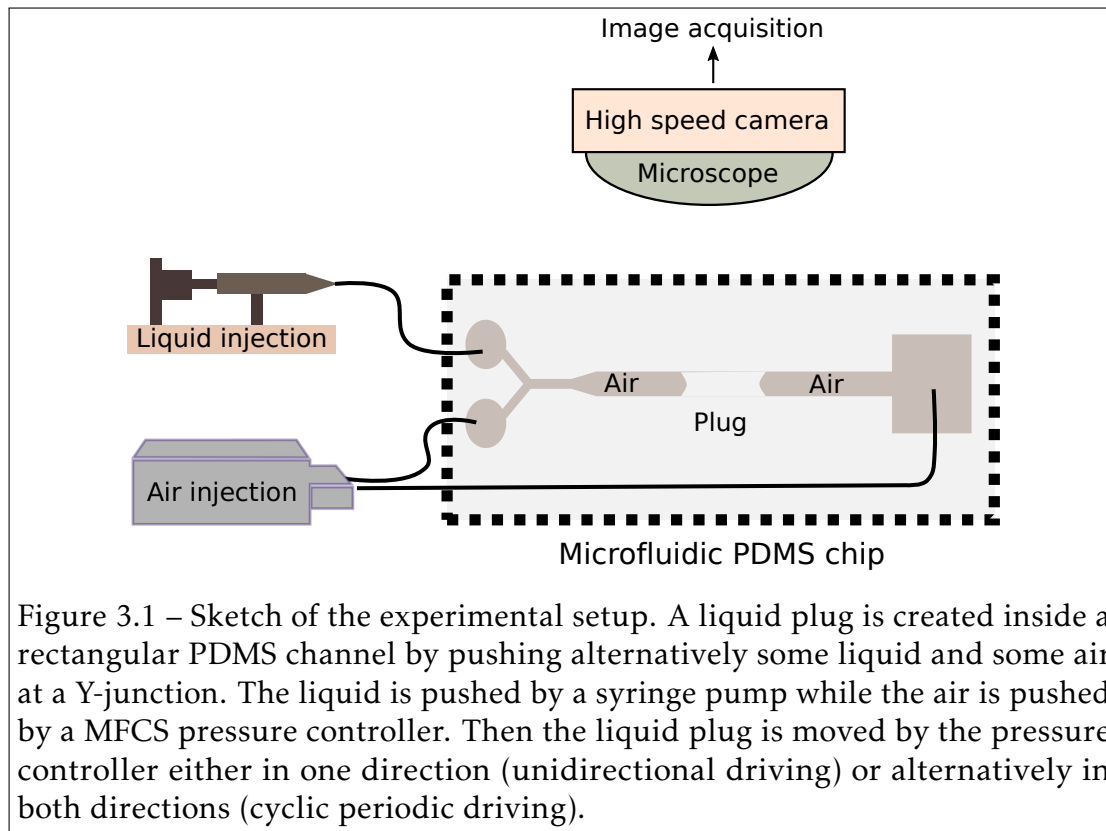 Image acquisition
High speed camera
Microscope
Liquid injection
Air
Air
Plug
Air injection
Microfluidic PDMS chip
Figure 3.1 – Sketch of the experimental setup. A liquid plug is created inside a
rectangular PDMS channel by pushing alternatively some liquid and some air
at a Y-junction. The liquid is pushed by a syringe pump while the air is pushed
by a MFCS pressure controller. Then the liquid plug is moved by the pressure
controller either in one direction (unidirectional driving) or alternatively in
both directions (cyclic periodic driving).